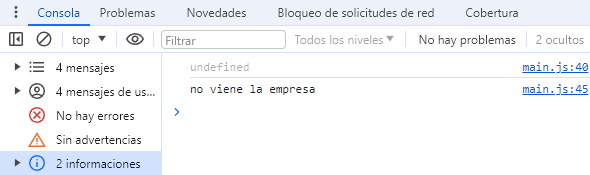 Consola Problemas Novedades Bloqueo de solicitudes de red Cobertura
top Filtrar Todos los niveles No hay problemas 2 ocultos
4 mensajes
4 mensajes de us...
No hay errores
Sin advertencias
2 informaciones
undefined main.js:40
no viene la empresa main.js:45